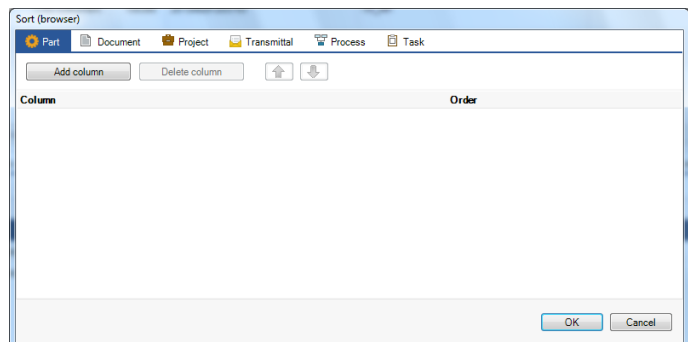 Sort (browser)
Part Document Project Transmittal Process Task
Add column Delete column
Column Order
OK Cancel